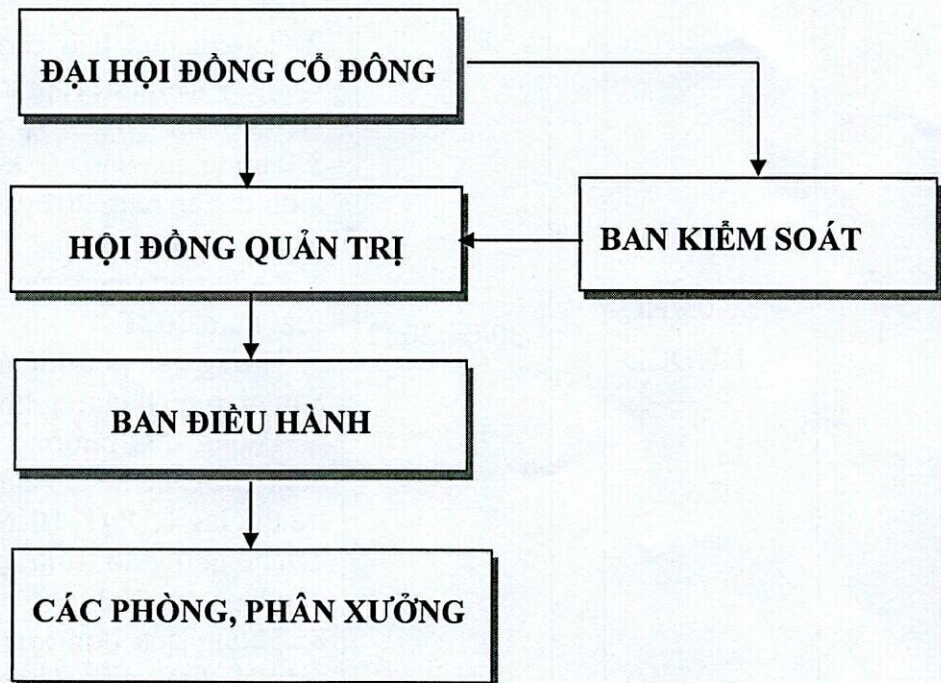 ĐẠI HỘI ĐỒNG CỔ ĐÔNG
HỘI ĐỒNG QUẢN TRỊ
BAN KIỂM SOÁT
BAN ĐIỀU HÀNH
CÁC PHÒNG, PHÂN XƯỞNG